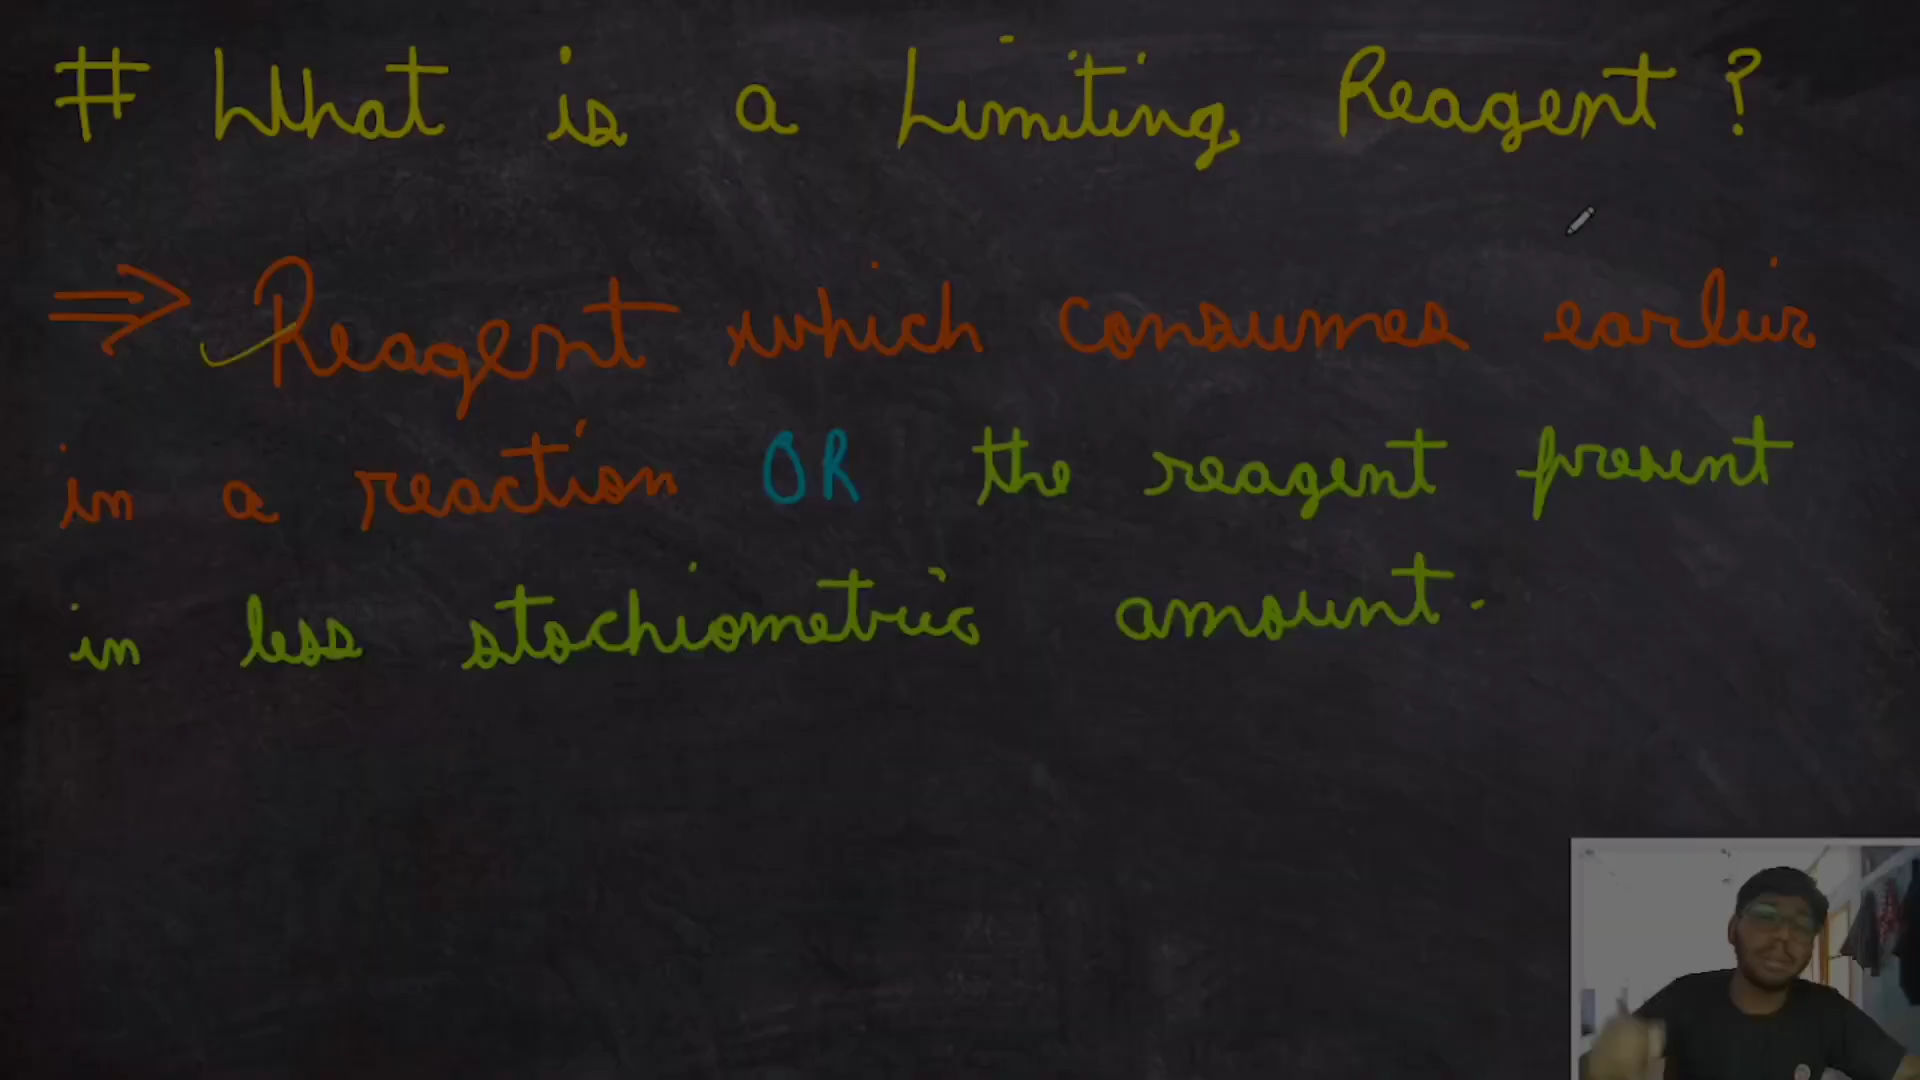 # What is a Limiting Reagent?
⇒ Reagent which consumes earlier
in a reaction OR the reagent present
in less stochiometric amount.